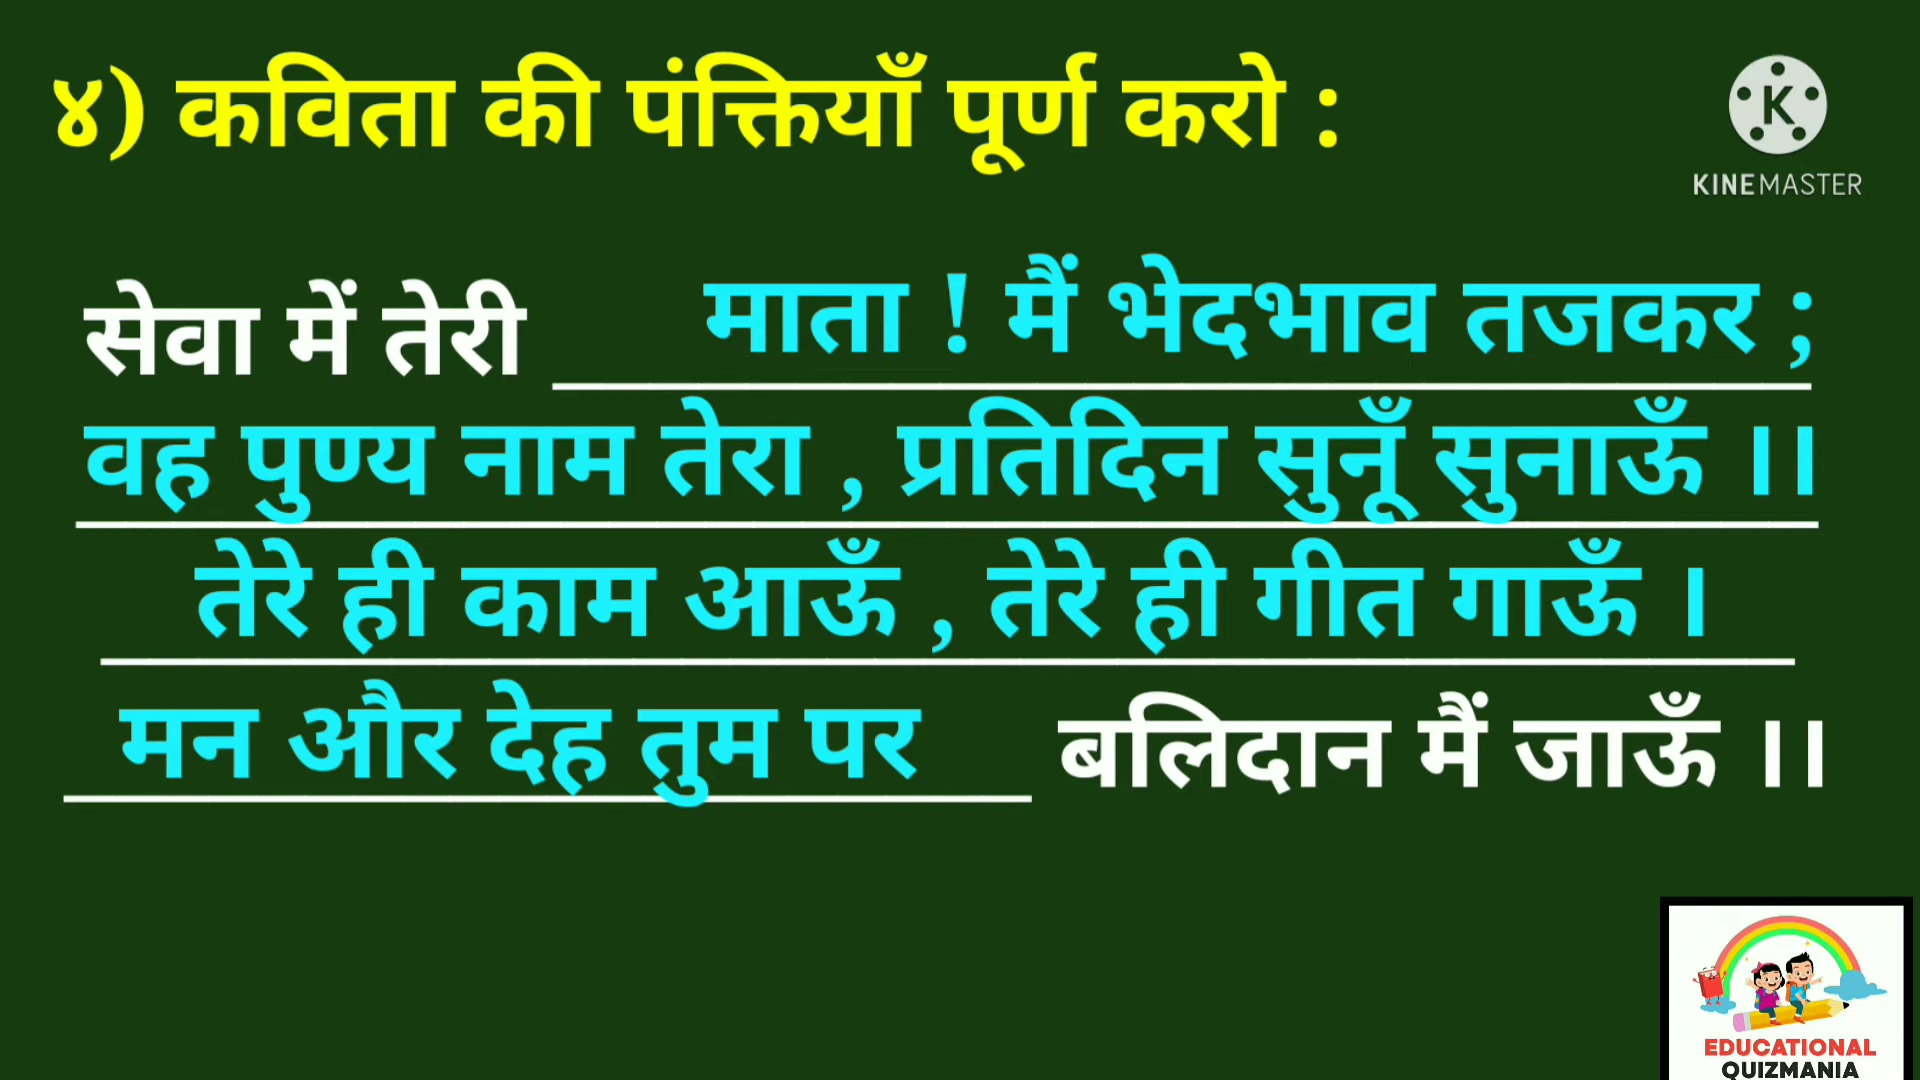 ४) कविता की पंक्तियाँ पूर्ण करो :
K
KINEMASTER
सेवा में तेरी माता ! मैं भेदभाव तजकर ;
वह पुण्य नाम तेरा , प्रतिदिन सुनूँ सुनाऊँ ।।
तेरे ही काम आऊँ , तेरे ही गीत गाऊँ ।
मन और देह तुम पर बलिदान मैं जाऊँ ।।
EDUCATIONAL
QUIZMANIA